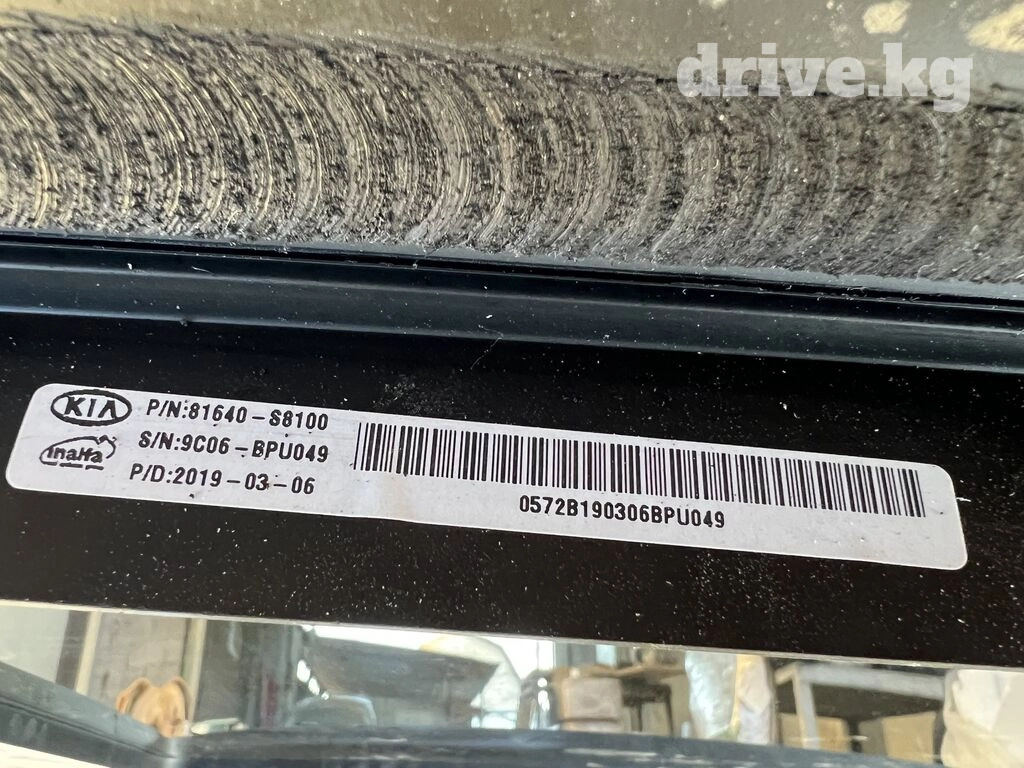 drive.kg
KIA
P/N:81640-S8100
inalfa
S/N:9C06-BPU049
P/D:2019-03-06
0572B190306BPU049